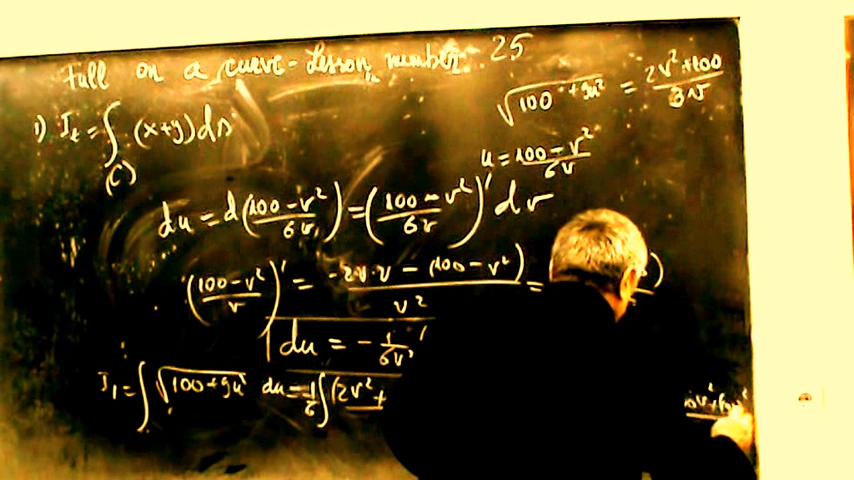 Full on a curve - Lesson number 25
√(100 + 9u²) = (2v² + 100)/
1) I = ∫(C) (x+y) ds
u = (100 - v²)/6v
du = d((100 - v²)/6v) = ((100 - v²)/6v)' dv
((100 - v²)/v)' = (-2v·v - (100 - v²))/v² =
du = - 1/6v²
I₁ = ∫ √(100 + 9u²) du = - 1/6 ∫ (2v² +